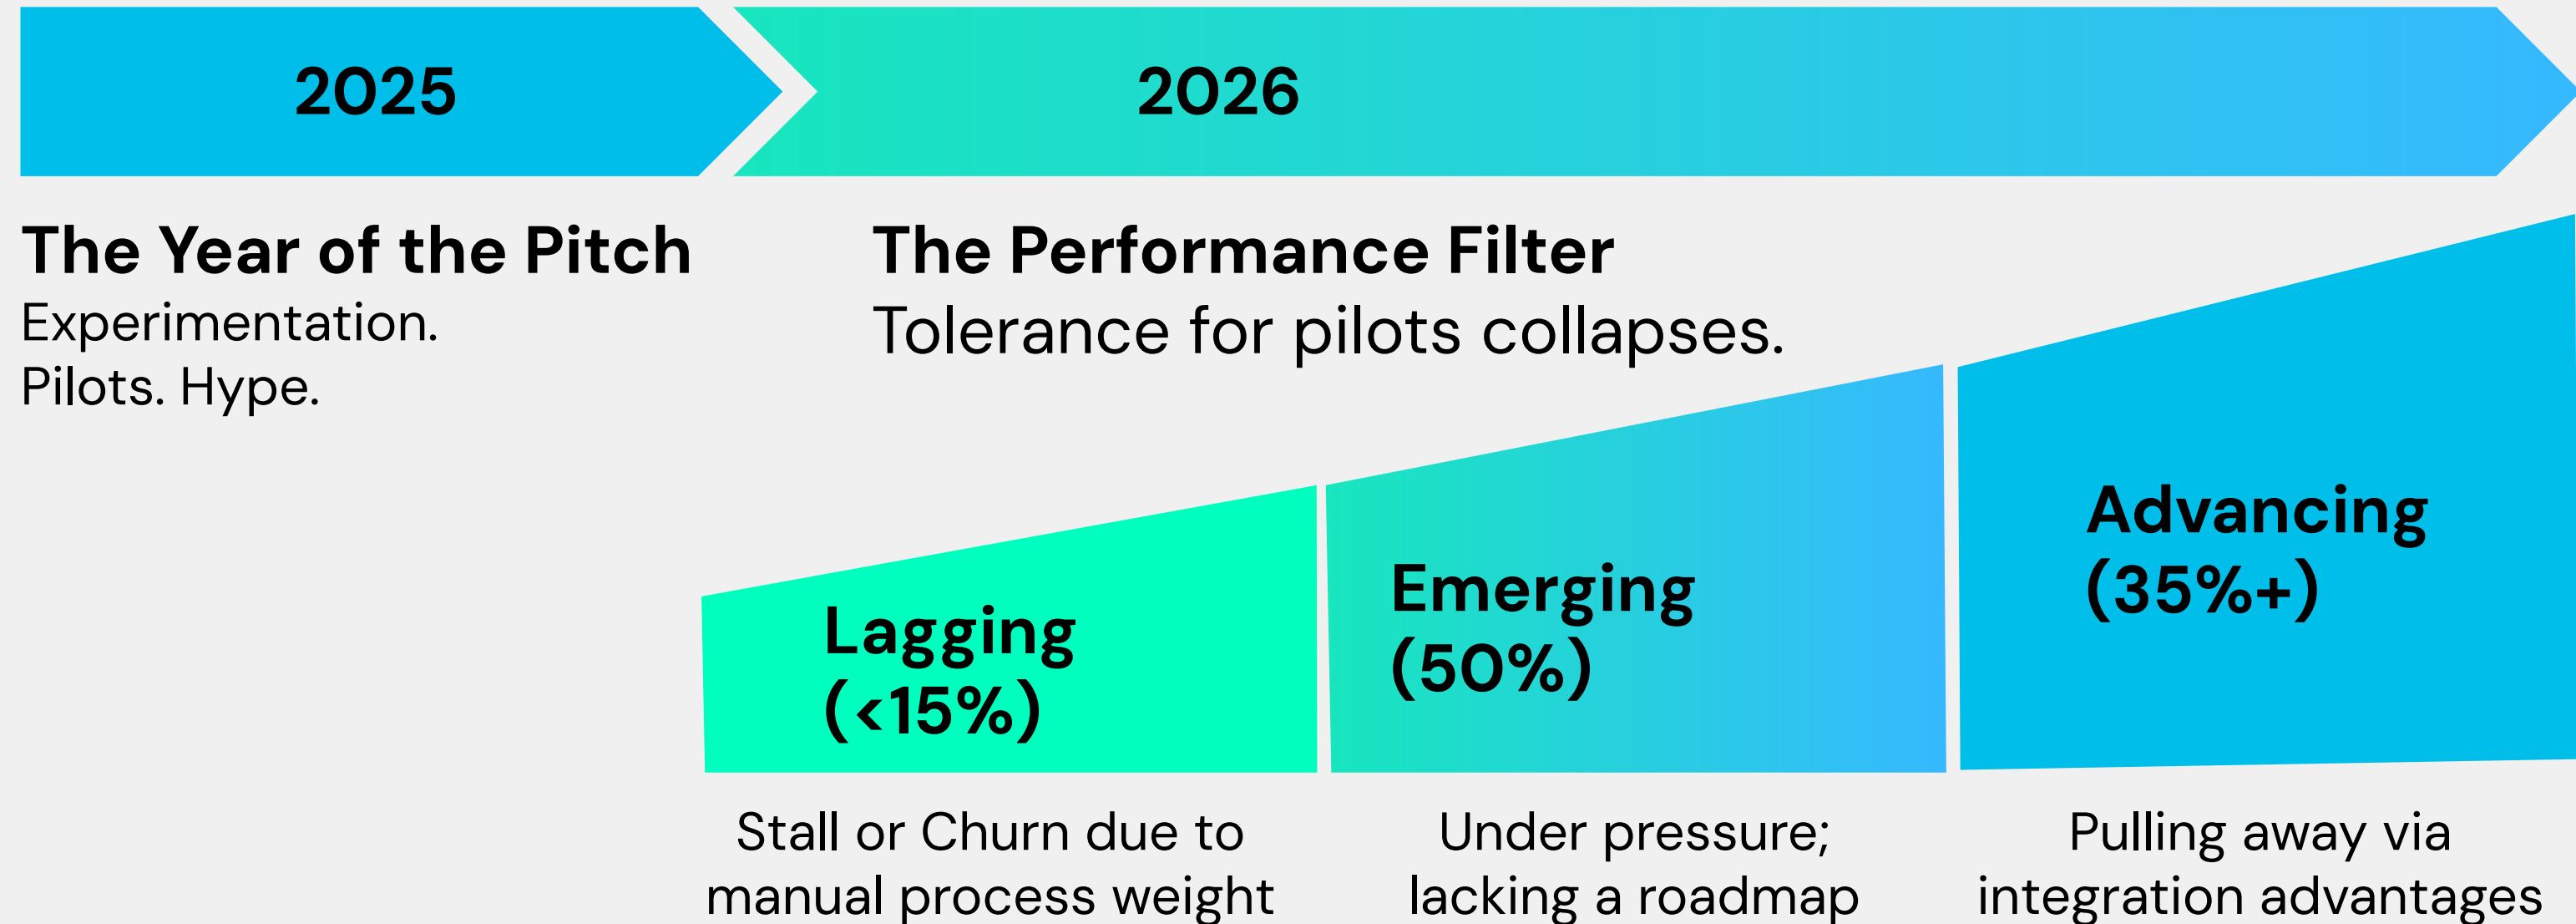 2025
2026
The Year of the Pitch
Experimentation.
Pilots. Hype.
The Performance Filter
Tolerance for pilots collapses.
Lagging
(<15%)
Emerging
(50%)
Advancing
(35%+)
Stall or Churn due to
manual process weight
Under pressure;
lacking a roadmap
Pulling away via
integration advantages